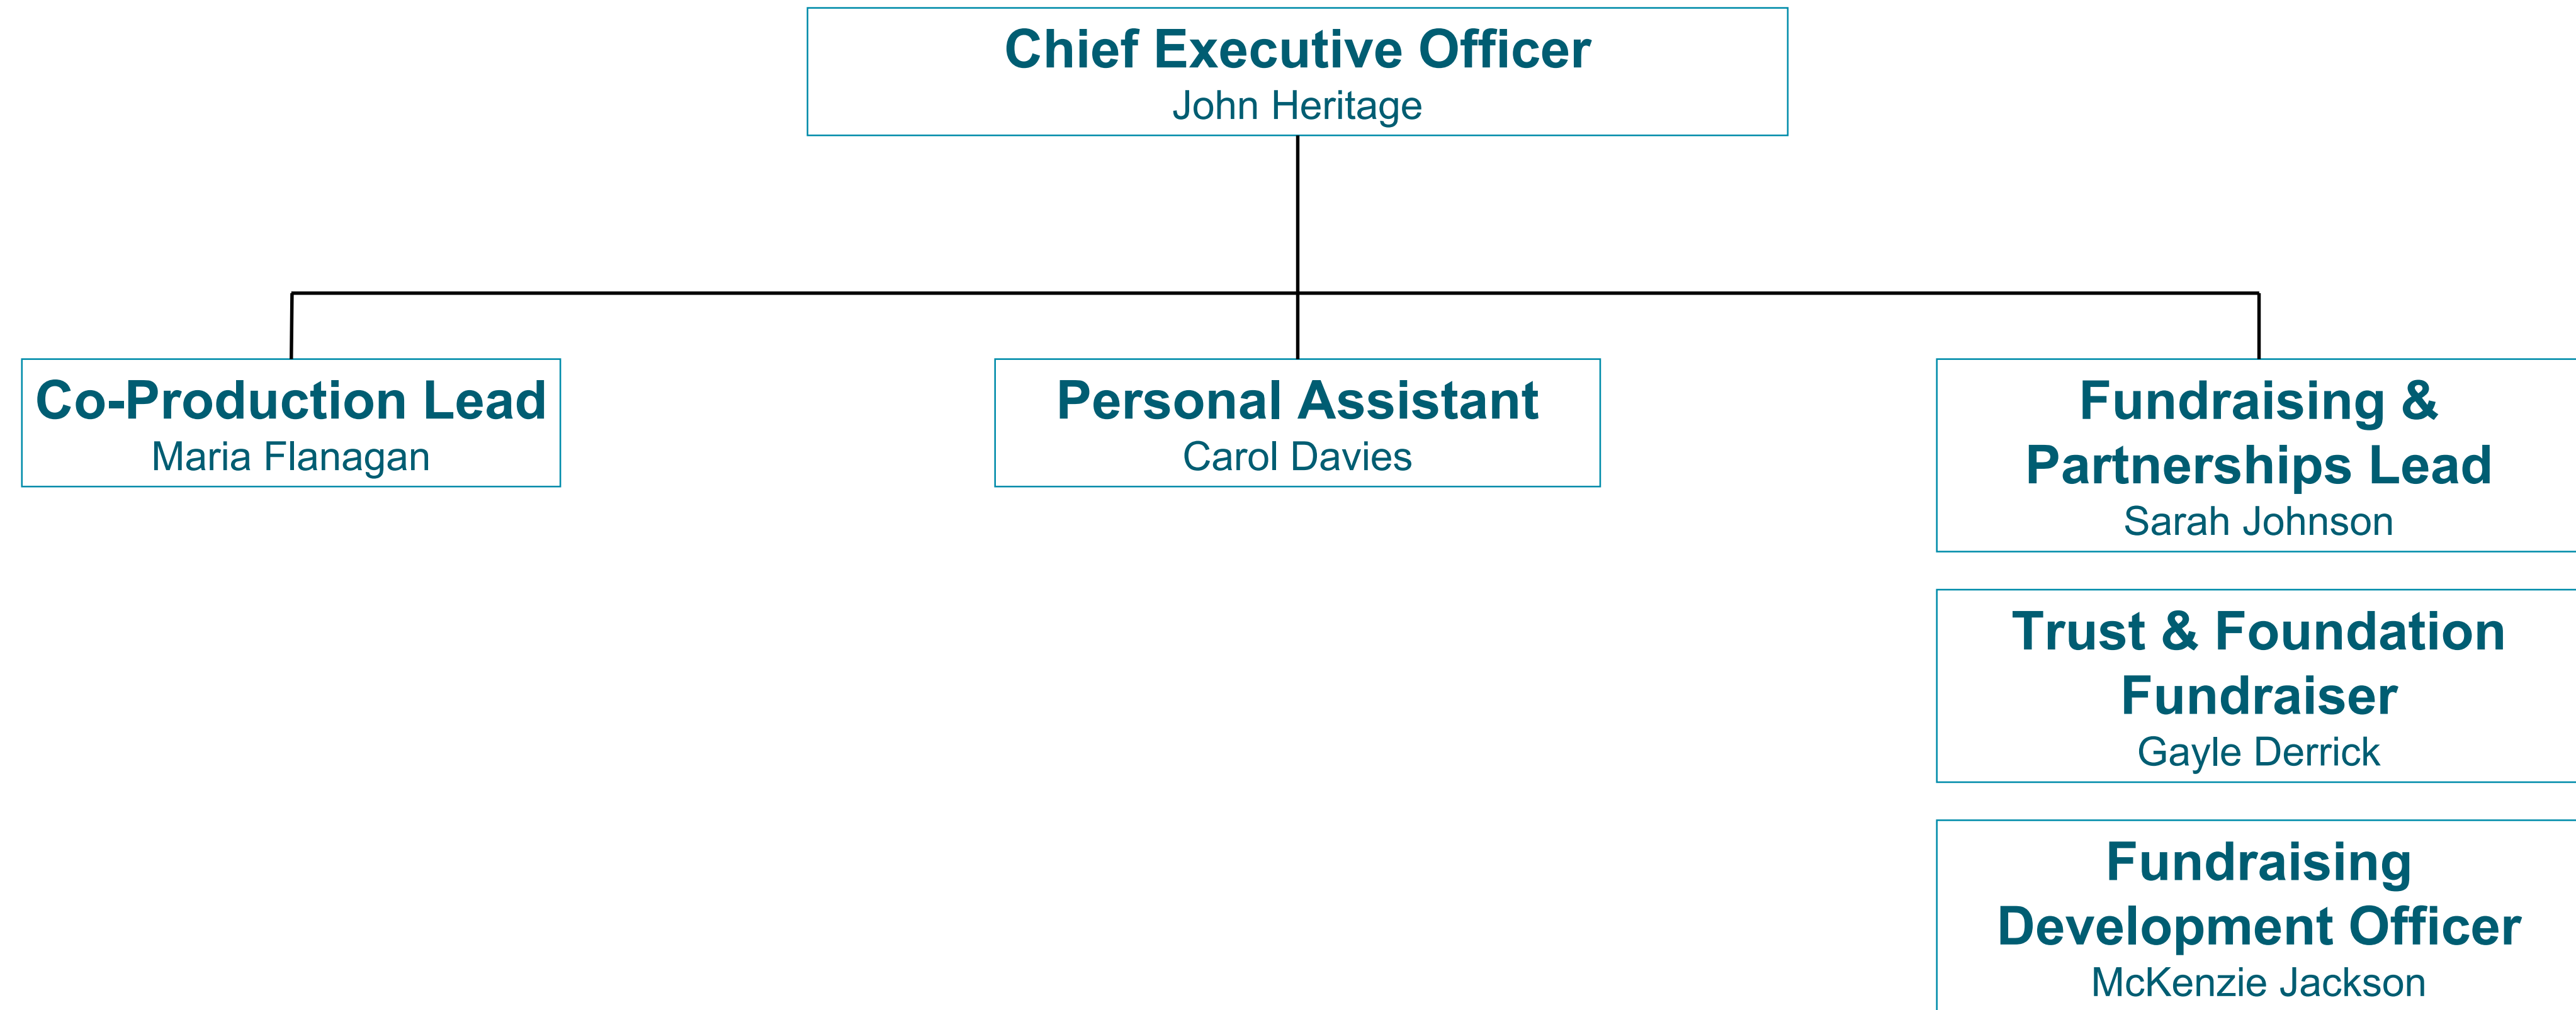 Chief Executive Officer
John Heritage
Co-Production Lead
Maria Flanagan
Personal Assistant
Carol Davies
Fundraising &
Partnerships Lead
Sarah Johnson
Trust & Foundation
Fundraiser
Gayle Derrick
Fundraising
Development Officer
McKenzie Jackson